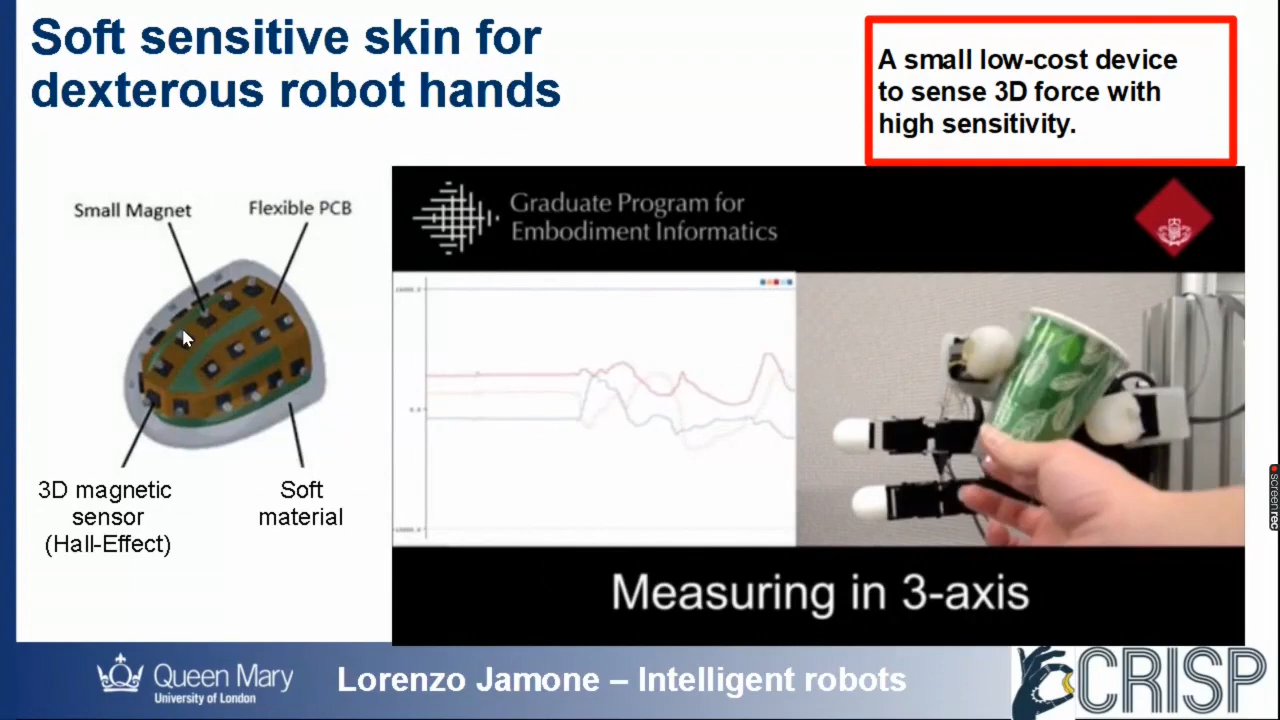 Soft sensitive skin for
dexterous robot hands
A small low-cost device
to sense 3D force with
high sensitivity.
Small Magnet
Flexible PCB
3D magnetic
sensor
(Hall-Effect)
Soft
material
Graduate Program for
Embodiment Informatics
0.0
Measuring in 3-axis
Queen Mary
University of London
Lorenzo Jamone – Intelligent robots
CRISP
screenrec